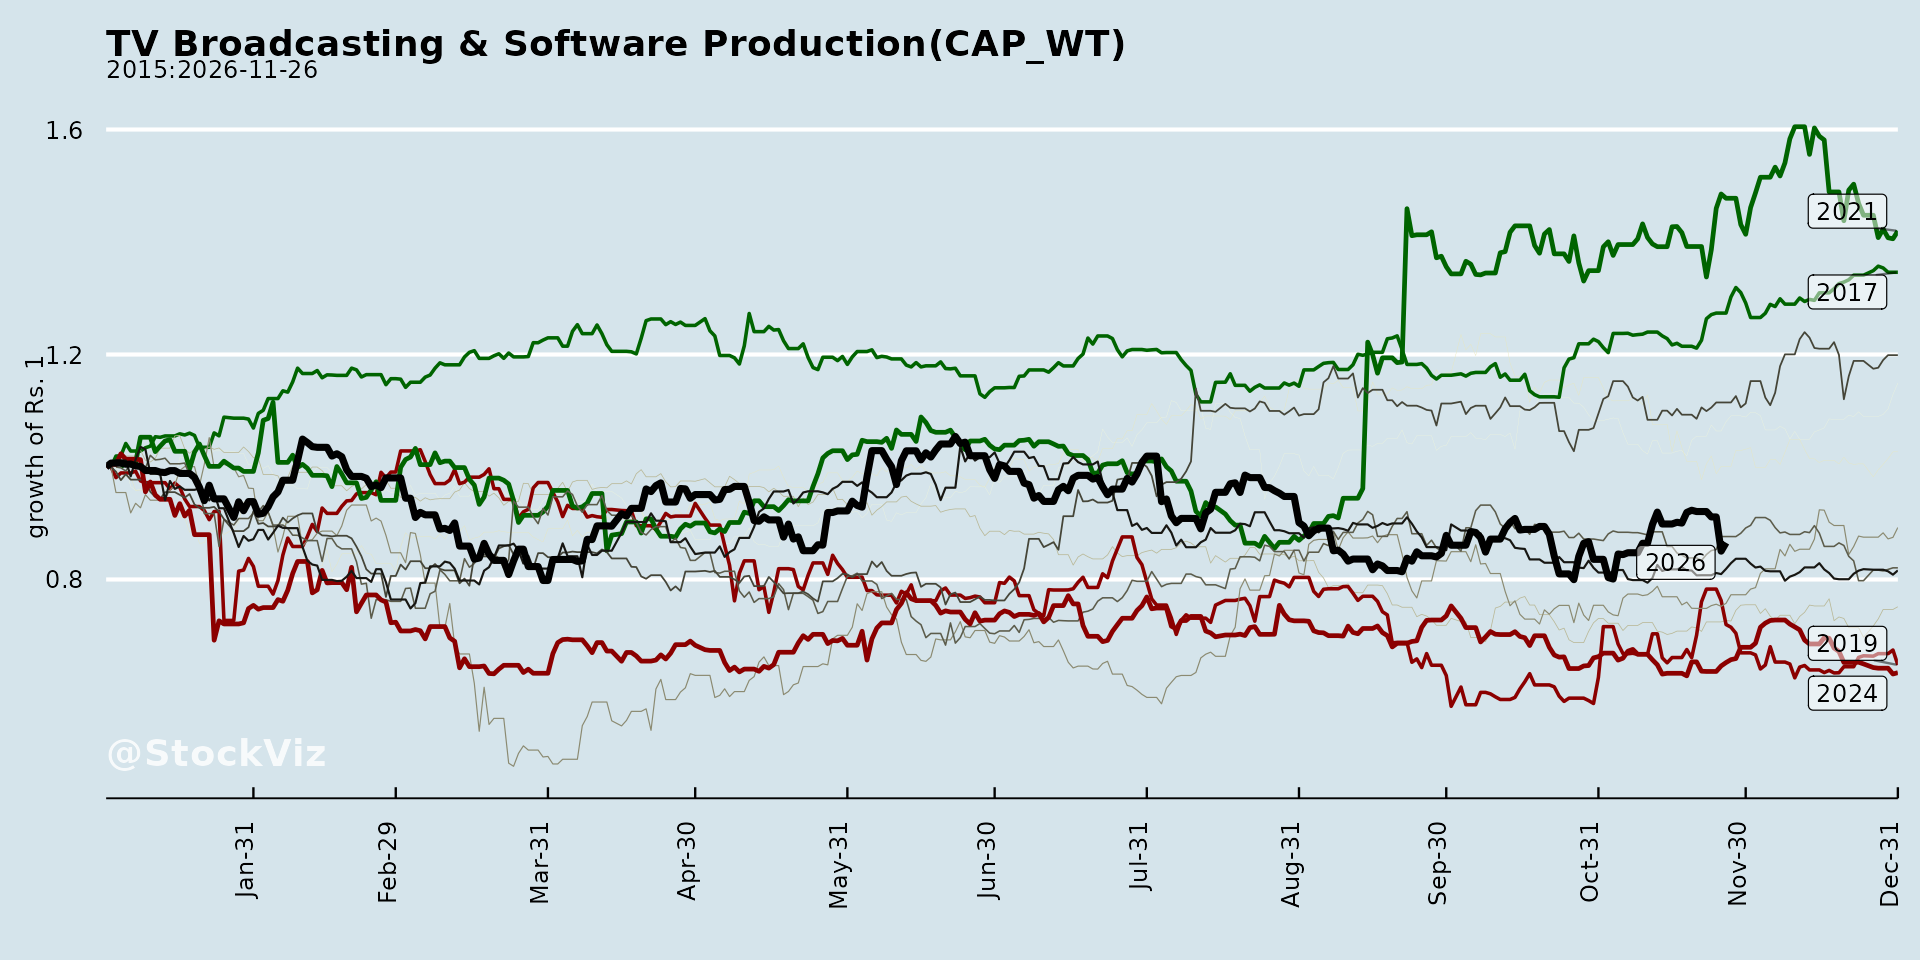 TV Broadcasting & Software Production(CAP_WT)
2015:2026-11-26
growth of Rs. 1
1.6
1.2
0.8
2021
2017
2026
2019
2024
@StockViz
Jan-31
Feb-29
Mar-31
Apr-30
May-31
Jun-30
Jul-31
Aug-31
Sep-30
Oct-31
Nov-30
Dec-31